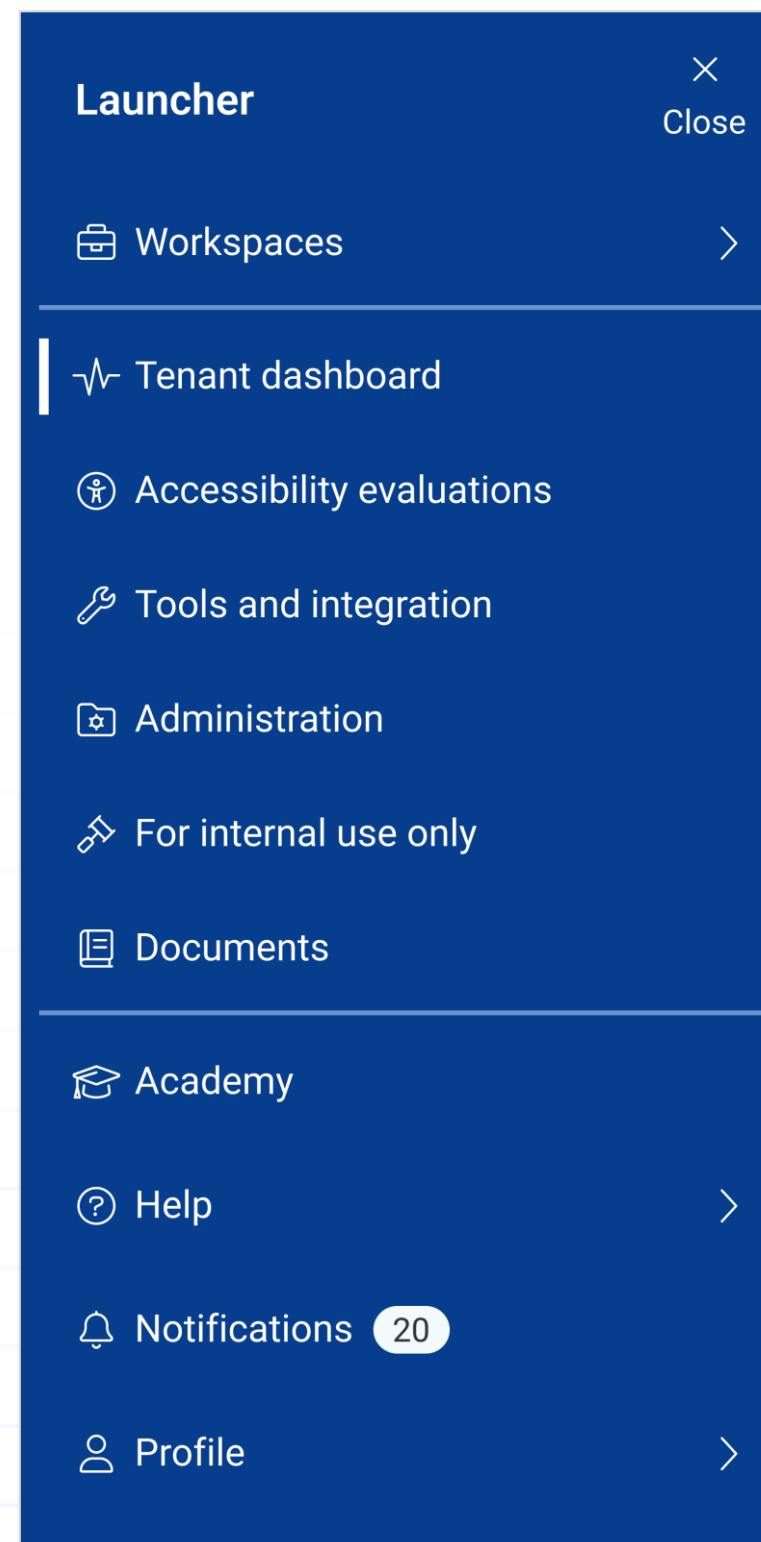 Launcher
Close
Workspaces
Tenant dashboard
Accessibility evaluations
Tools and integration
Administration
For internal use only
Documents
Academy
Help
Notifications 20
Profile